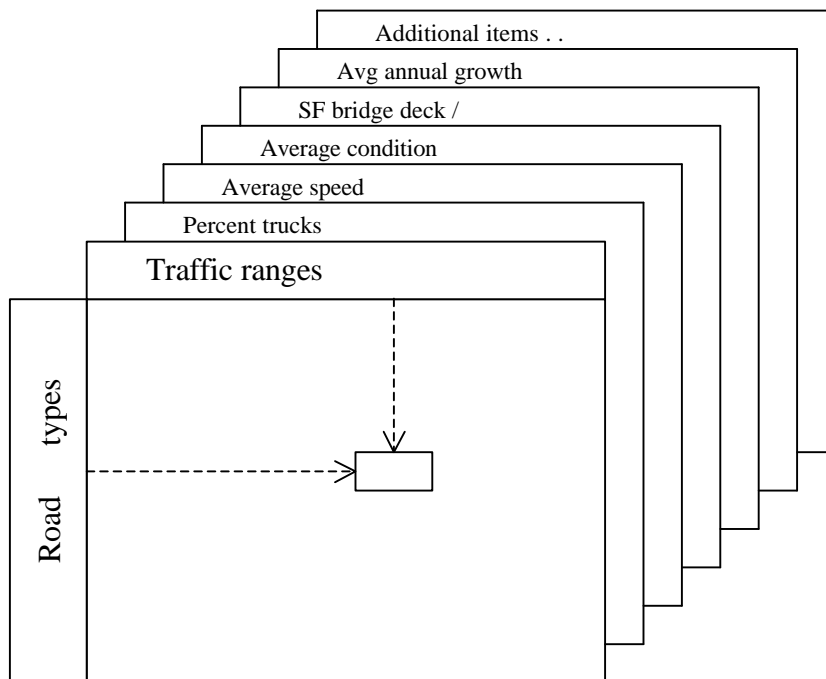 Additional items . .
Avg annual growth
SF bridge deck /
Average condition
Average speed
Percent trucks
Traffic ranges
Road types